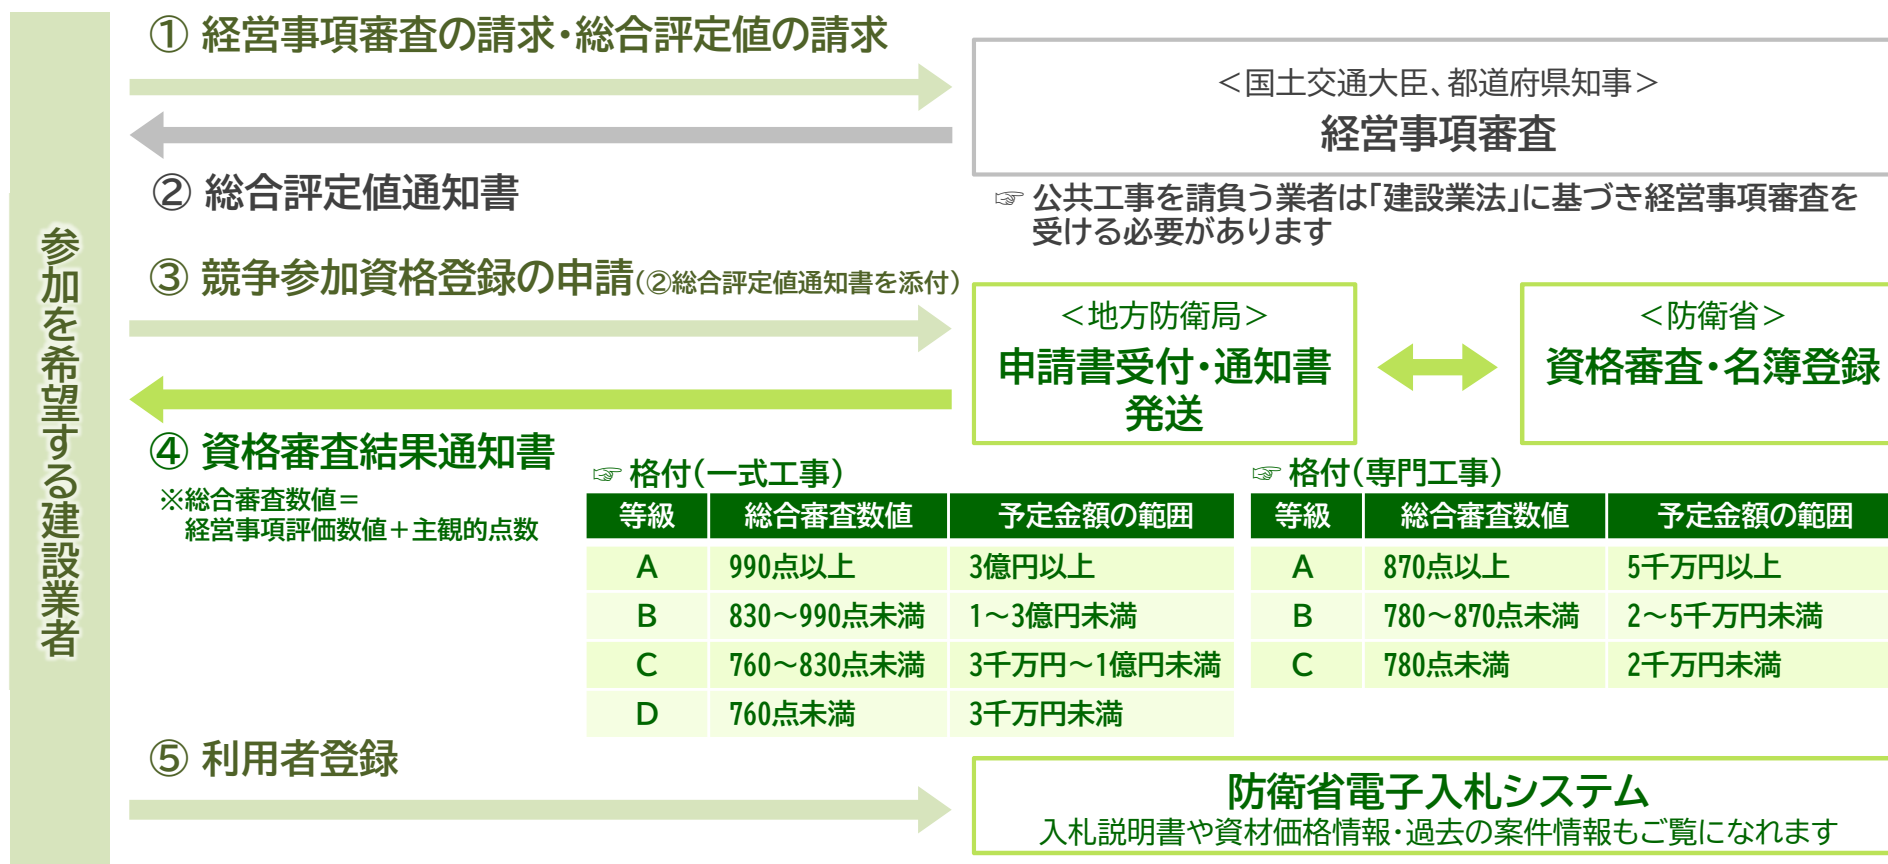 参加を希望する建設業者
① 経営事項審査の請求・総合評定値の請求
＜国土交通大臣、都道府県知事＞
経営事項審査
② 総合評定値通知書
☞ 公共工事を請負う業者は「建設業法」に基づき経営事項審査を
受ける必要があります
③ 競争参加資格登録の申請(②総合評定値通知書を添付)
＜地方防衛局＞
申請書受付・通知書
発送
＜防衛省＞
資格審査・名簿登録
④ 資格審査結果通知書
※総合審査数値＝
経営事項評価数値＋主観的点数
☞ 格付(一式工事)
等級 総合審査数値 予定金額の範囲
A 990点以上 3億円以上
B 830～990点未満 1～3億円未満
C 760～830点未満 3千万円～1億円未満
D 760点未満 3千万円未満
☞ 格付(専門工事)
等級 総合審査数値 予定金額の範囲
A 870点以上 5千万円以上
B 780～870点未満 2～5千万円未満
C 780点未満 2千万円未満
⑤ 利用者登録
防衛省電子入札システム
入札説明書や資材価格情報・過去の案件情報もご覧になれます